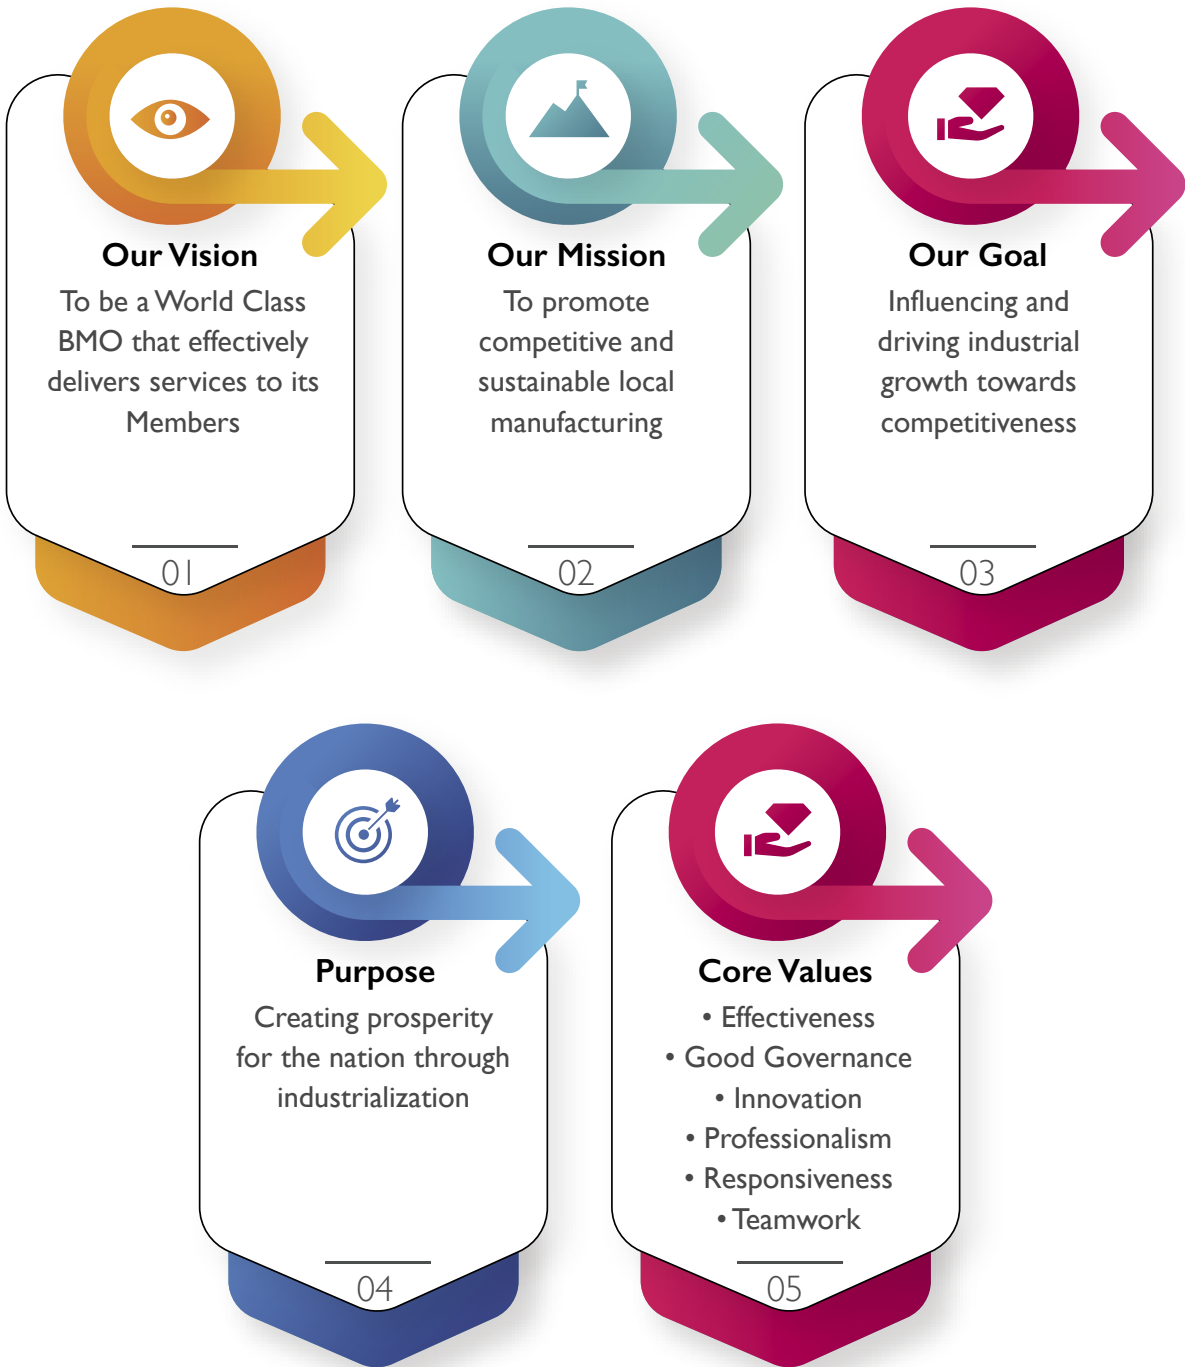 Our Vision
To be a World Class
BMO that effectively
delivers services to its
Members
01
Our Mission
To promote
competitive and
sustainable local
manufacturing
02
Our Goal
Influencing and
driving industrial
growth towards
competitiveness
03
Purpose
Creating prosperity
for the nation through
industrialization
04
Core Values
• Effectiveness
• Good Governance
• Innovation
• Professionalism
• Responsiveness
• Teamwork
05